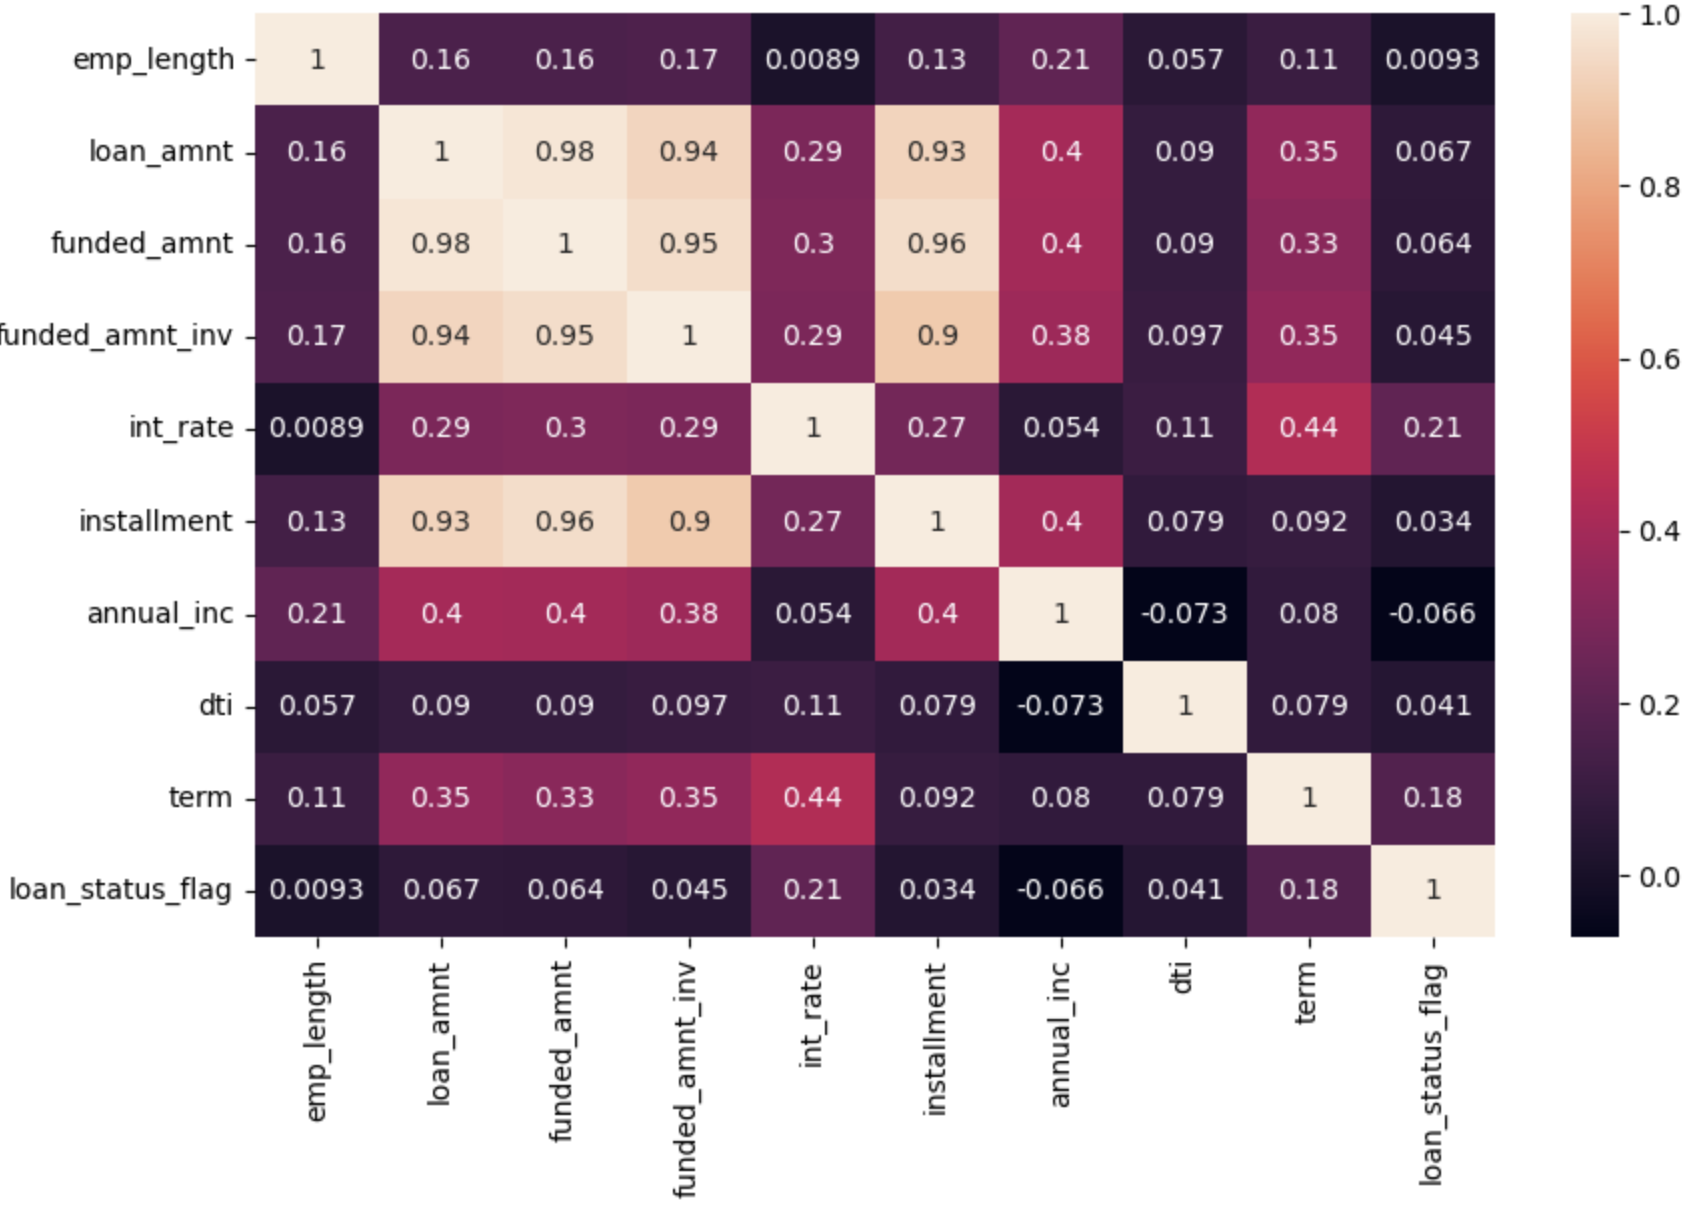 emp_length 1 0.16 0.16 0.17 0.0089 0.13 0.21 0.057 0.11 0.0093
loan_amnt 0.16 1 0.98 0.94 0.29 0.93 0.4 0.09 0.35 0.067
funded_amnt 0.16 0.98 1 0.95 0.3 0.96 0.4 0.09 0.33 0.064
funded_amnt_inv 0.17 0.94 0.95 1 0.29 0.9 0.38 0.097 0.35 0.045
int_rate 0.0089 0.29 0.3 0.29 1 0.27 0.054 0.11 0.44 0.21
installment 0.13 0.93 0.96 0.9 0.27 1 0.4 0.079 0.092 0.034
annual_inc 0.21 0.4 0.4 0.38 0.054 0.4 1 -0.073 0.08 -0.066
dti 0.057 0.09 0.09 0.097 0.11 0.079 -0.073 1 0.079 0.041
term 0.11 0.35 0.33 0.35 0.44 0.092 0.08 0.079 1 0.18
loan_status_flag 0.0093 0.067 0.064 0.045 0.21 0.034 -0.066 0.041 0.18 1
emp_length
loan_amnt
funded_amnt
funded_amnt_inv
int_rate
installment
annual_inc
dti
term
loan_status_flag
1.0
0.8
0.6
0.4
0.2
0.0